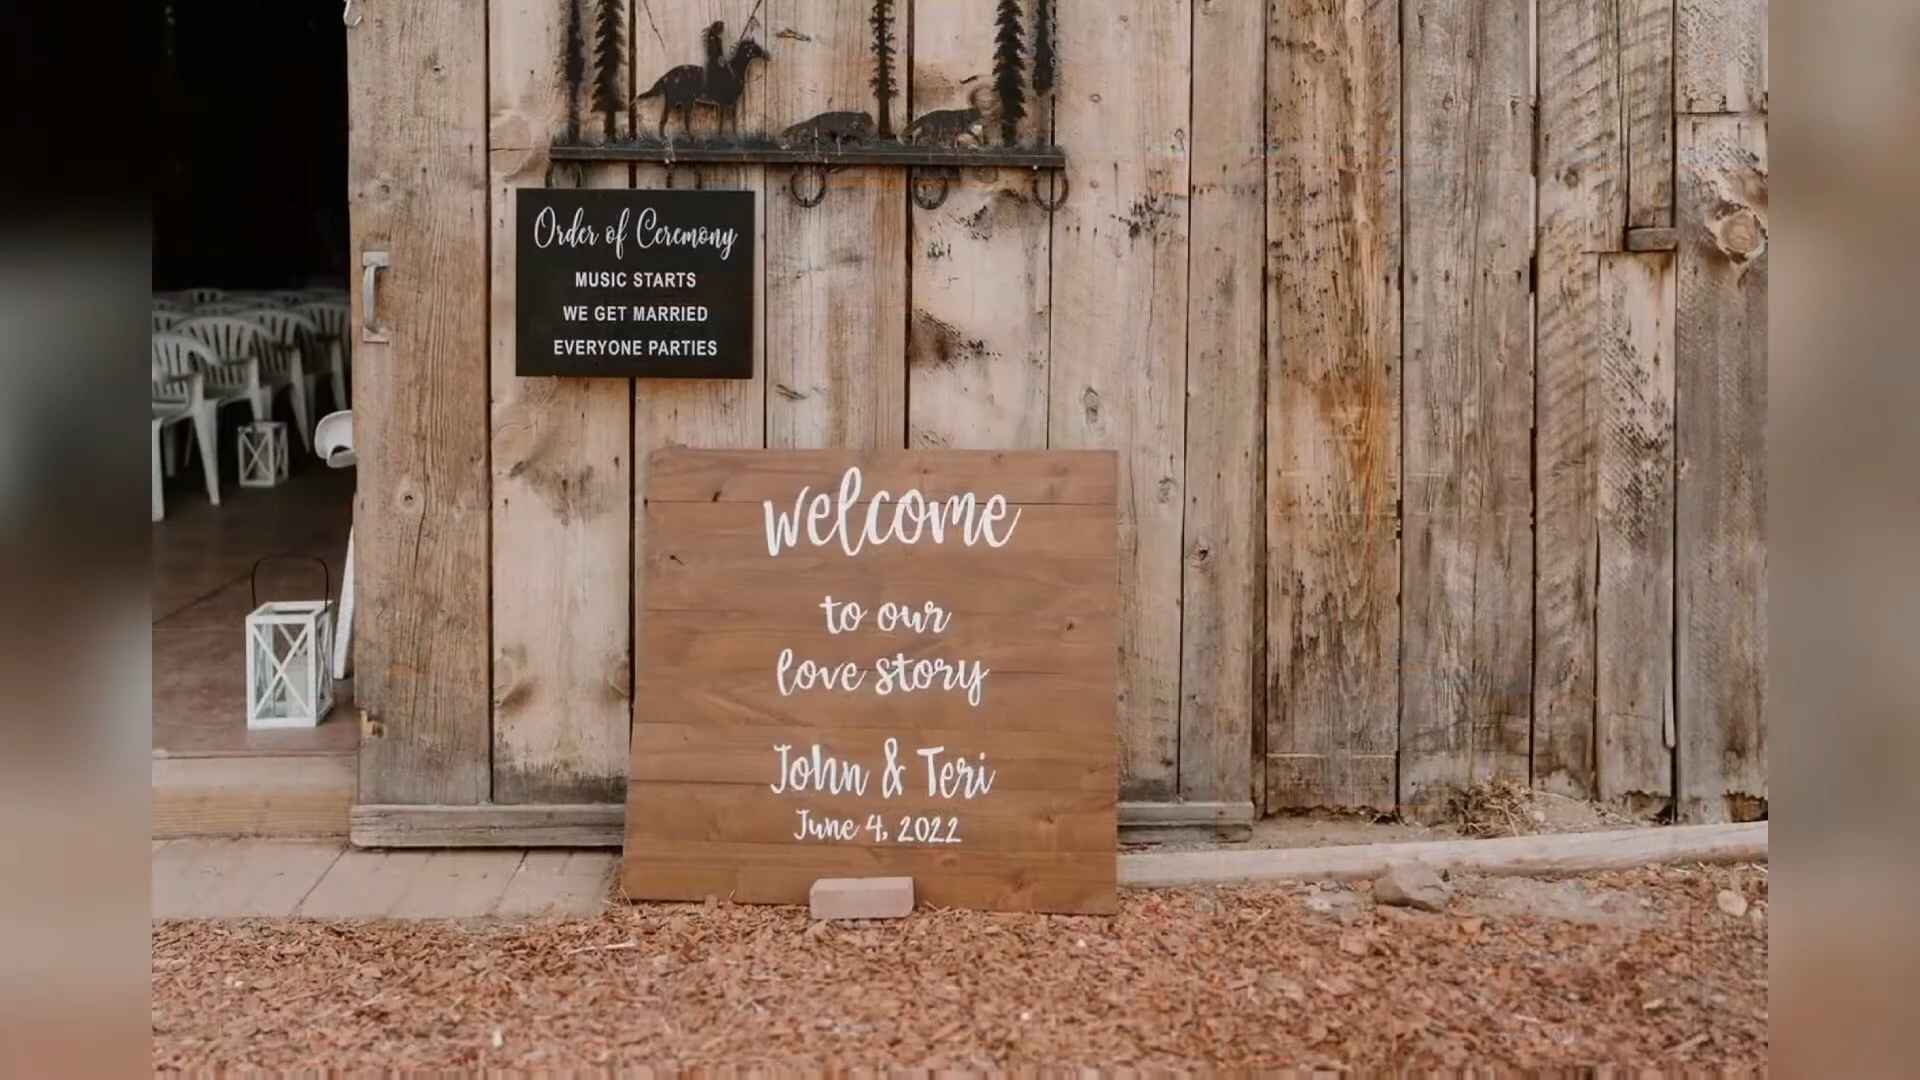 Order of Ceremony
MUSIC STARTS
WE GET MARRIED
EVERYONE PARTIES
welcome
to our
love story
John & Teri
June 4, 2022